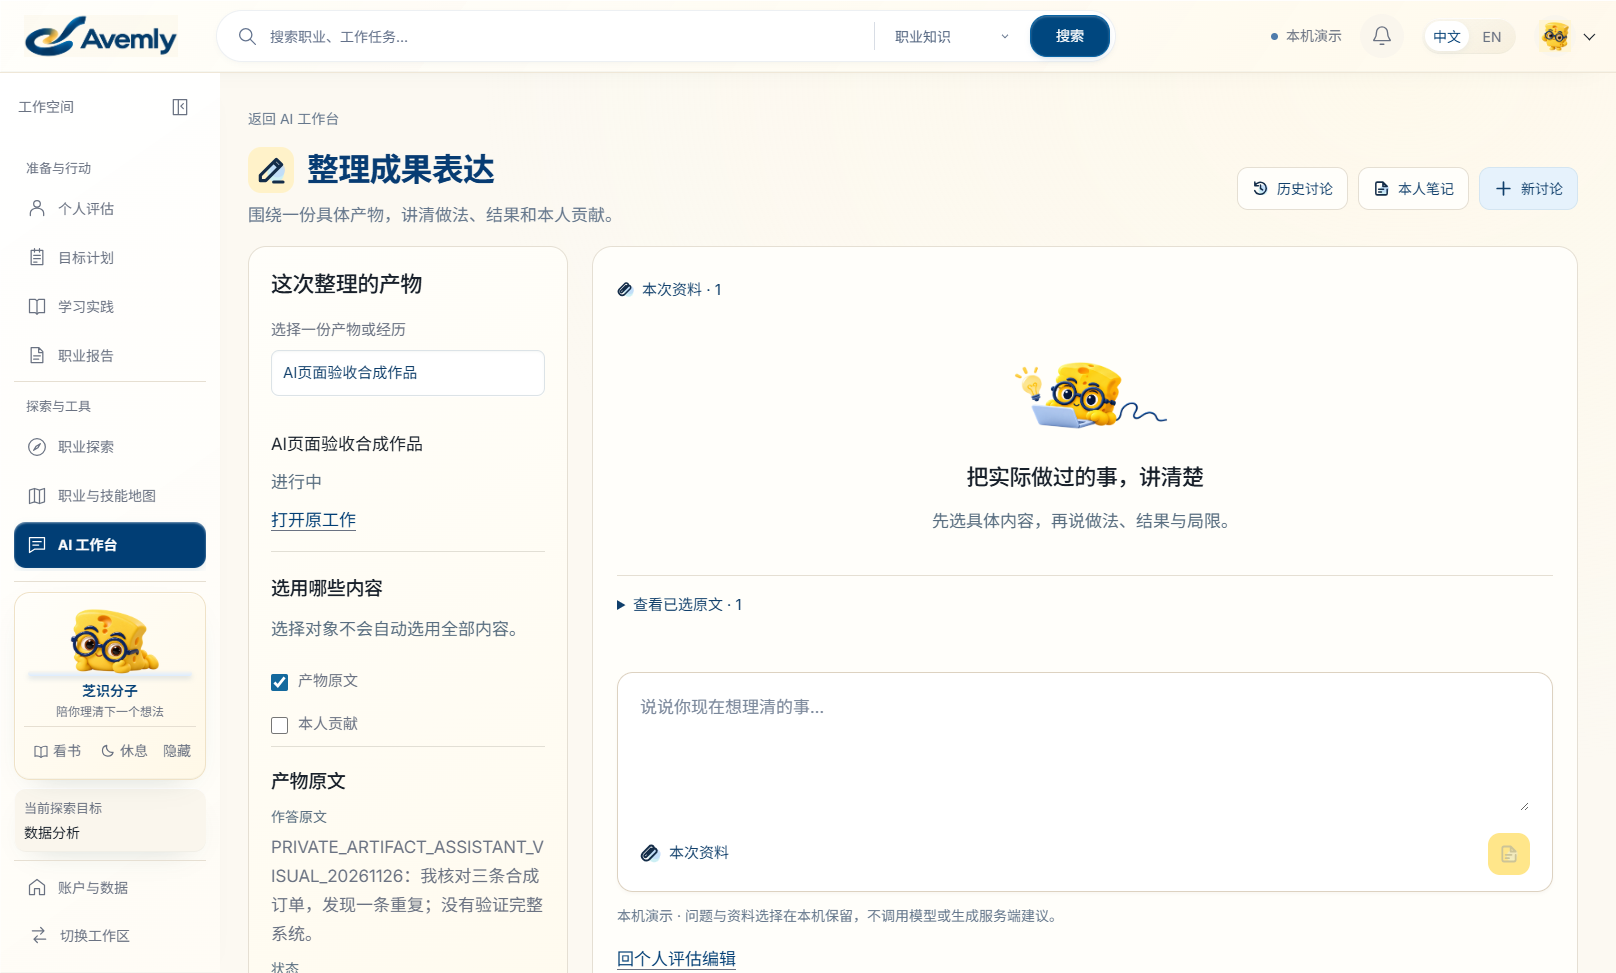 Avemly
搜索职业、工作任务...
职业知识
搜索
本机演示
中文
EN
工作空间
准备与行动
个人评估
目标计划
学习实践
职业报告
探索与工具
职业探索
职业与技能地图
AI 工作台
芝识分子
陪你理清下一个想法
看书
休息
隐藏
当前探索目标
数据分析
账户与数据
切换工作区
返回 AI 工作台
整理成果表达
围绕一份具体产物，讲清做法、结果和本人贡献。
历史讨论
本人笔记
新讨论
这次整理的产物
选择一份产物或经历
AI页面验收合成作品
AI页面验收合成作品
进行中
打开原工作
选用哪些内容
选择对象不会自动选用全部内容。
产物原文
本人贡献
产物原文
作答原文
PRIVATE_ARTIFACT_ASSISTANT_V
ISUAL_20261126：我核对三条合成
订单，发现一条重复；没有验证完整
系统。
状态
本次资料 · 1
把实际做过的事，讲清楚
先选具体内容，再说做法、结果与局限。
查看已选原文 · 1
说说你现在想理清的事...
本次资料
本机演示 · 问题与资料选择在本机保留，不调用模型或生成服务端建议。
回个人评估编辑